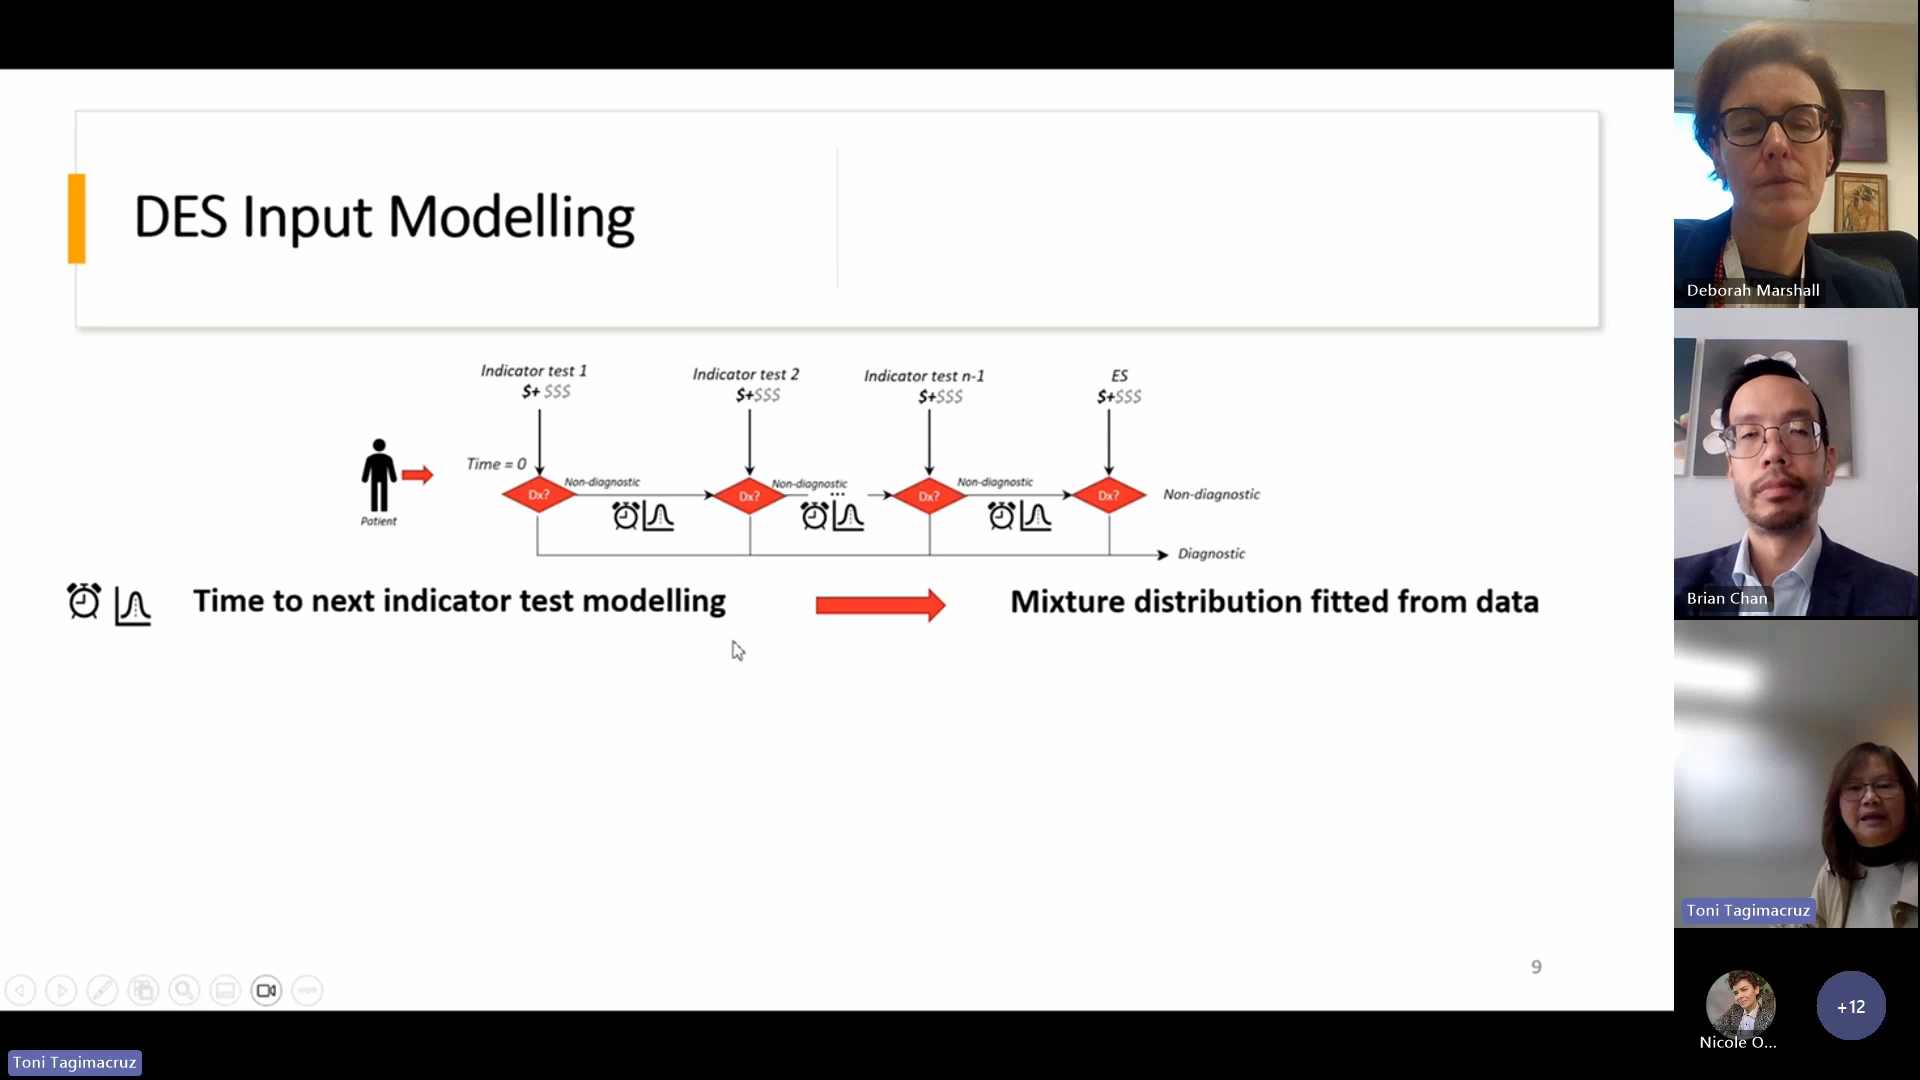 DES Input Modelling
Indicator test 1
$+ $$$
Indicator test 2
$+$$$
Indicator test n-1
$+$$$
ES
$+$$$
Time = 0
Patient
Dx?
Non-diagnostic
Dx?
Non-diagnostic
...
Dx?
Non-diagnostic
Dx?
Non-diagnostic
Diagnostic
Time to next indicator test modelling
Mixture distribution fitted from data
9
Deborah Marshall
Brian Chan
Toni Tagimacruz
Nicole O...
+12
Toni Tagimacruz